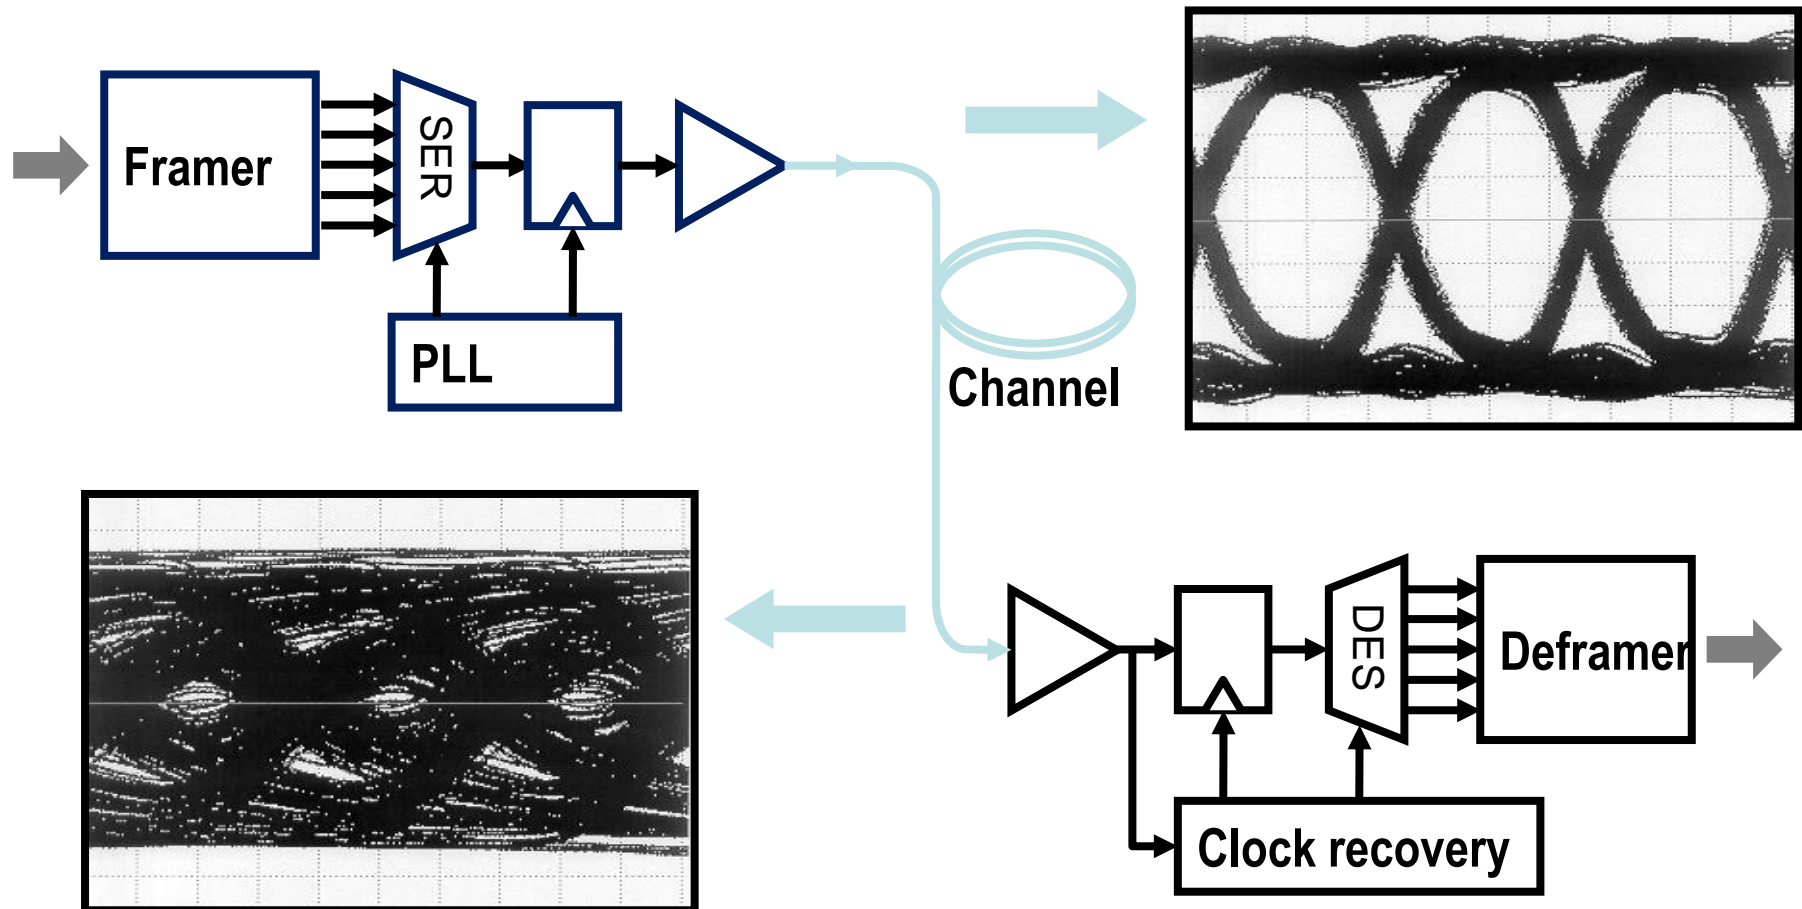 Framer
SER
PLL
Channel
DES
Deframer
Clock recovery